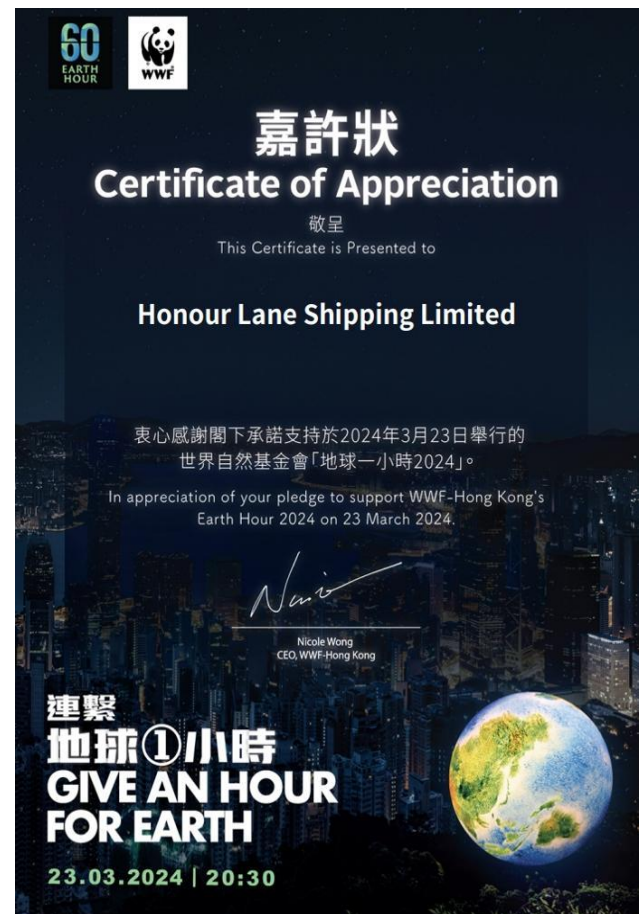 60
EARTH
HOUR
WWF
嘉許狀
Certificate of Appreciation
敬呈
This Certificate is Presented to
Honour Lane Shipping Limited
衷心感謝閣下承諾支持於2024年3月23日舉行的
世界自然基金會「地球一小時2024」。
In appreciation of your pledge to support WWF-Hong Kong's
Earth Hour 2024 on 23 March 2024.
Nicole Wong
CEO, WWF-Hong Kong
連繫
地球①小時
GIVE AN HOUR
FOR EARTH
23.03.2024 | 20:30